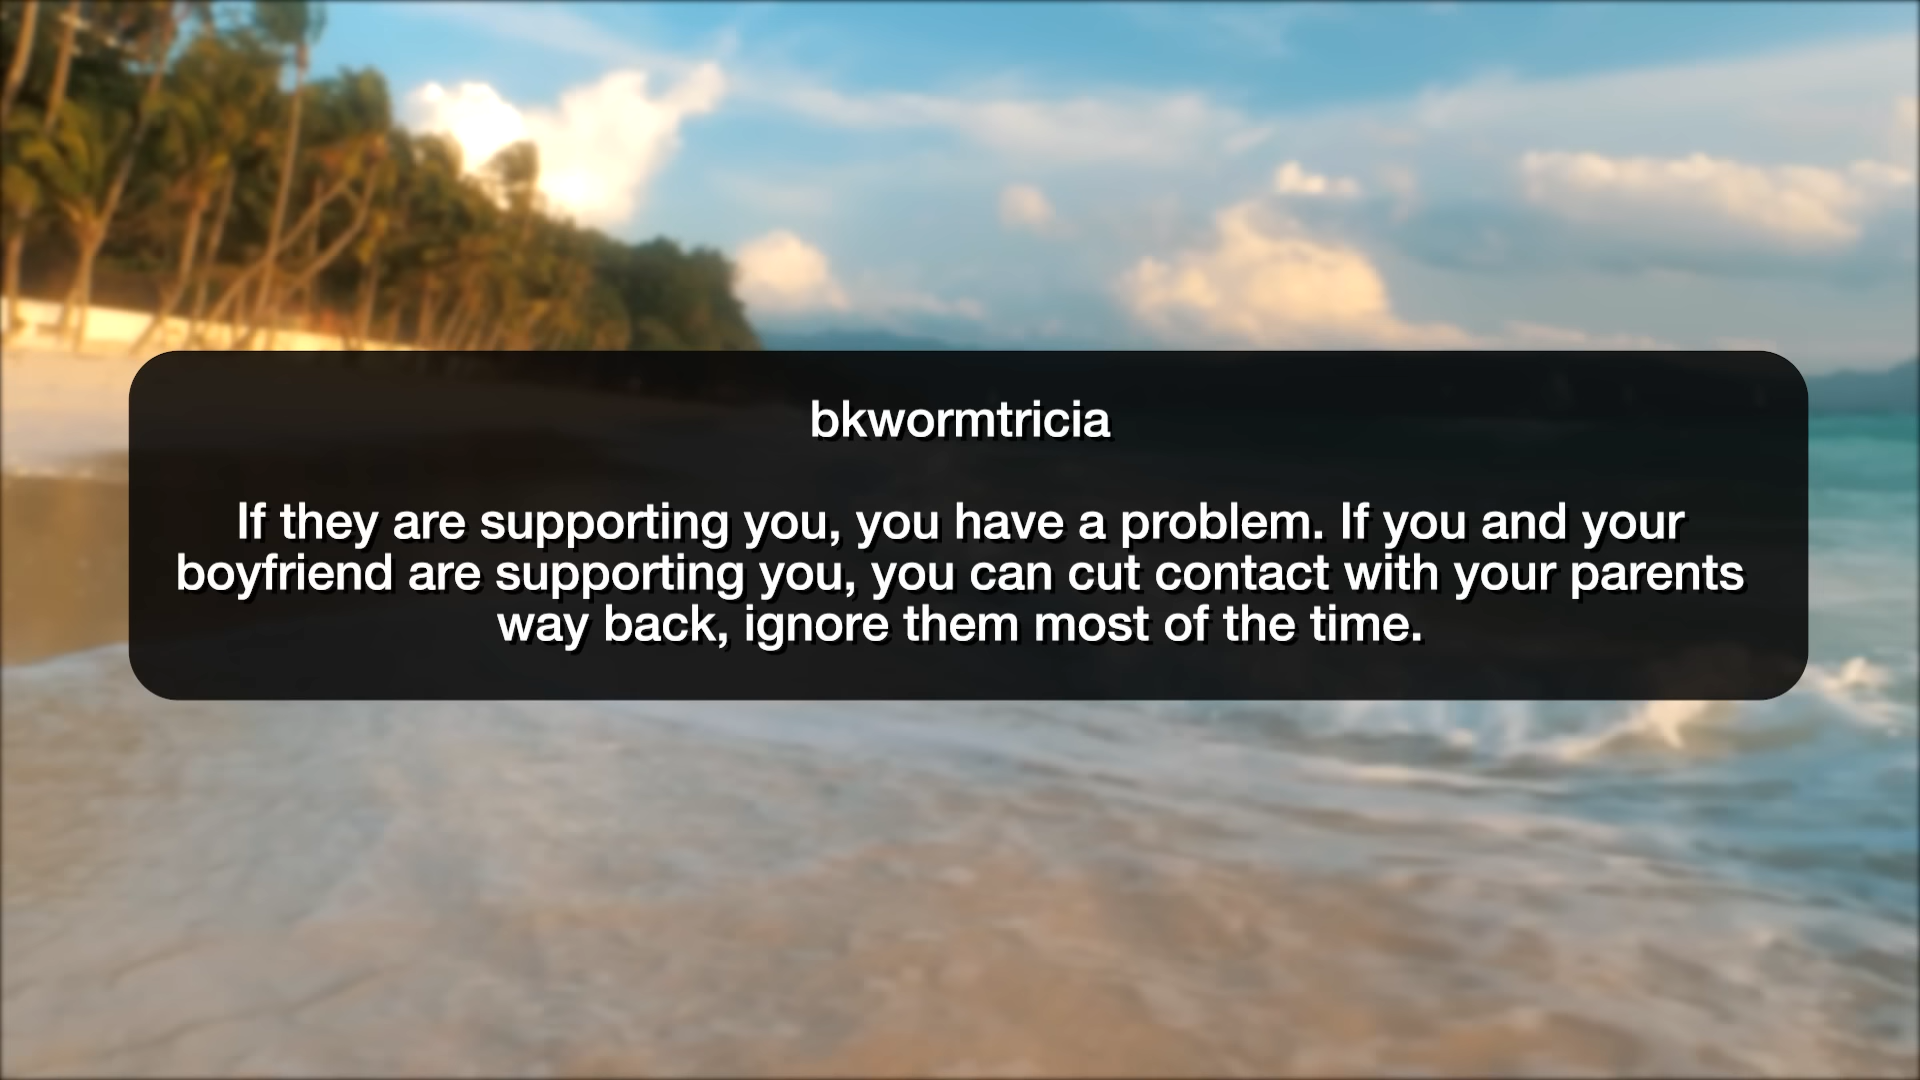 bkwormtricia
If they are supporting you, you have a problem. If you and your
boyfriend are supporting you, you can cut contact with your parents
way back, ignore them most of the time.